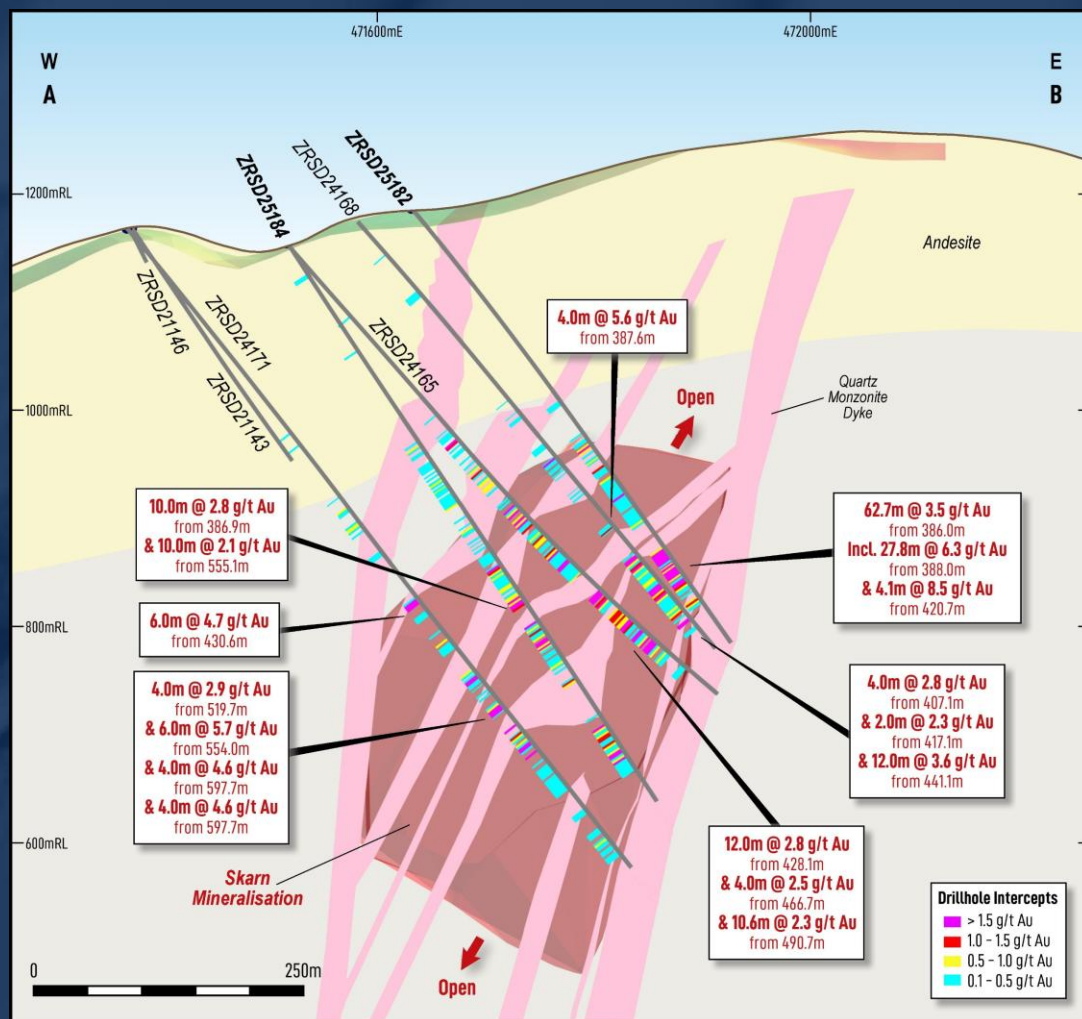 471600mE
472000mE
W
A
E
B
ZRSD25184
ZRSD24168
ZRSD25182
1200mRL
Andesite
ZRSD21146
ZRSD24171
ZRSD21143
ZRSD24165
4.0m @ 5.6 g/t Au
from 387.6m
Quartz
Monzonite
Dyke
Open
1000mRL
10.0m @ 2.8 g/t Au
from 386.9m
& 10.0m @ 2.1 g/t Au
from 555.1m
62.7m @ 3.5 g/t Au
from 386.0m
Incl. 27.8m @ 6.3 g/t Au
from 388.0m
& 4.1m @ 8.5 g/t Au
from 420.7m
6.0m @ 4.7 g/t Au
from 430.6m
800mRL
4.0m @ 2.9 g/t Au
from 519.7m
& 6.0m @ 5.7 g/t Au
from 554.0m
& 4.0m @ 4.6 g/t Au
from 597.7m
& 4.0m @ 4.6 g/t Au
from 597.7m
4.0m @ 2.8 g/t Au
from 407.1m
& 2.0m @ 2.3 g/t Au
from 417.1m
& 12.0m @ 3.6 g/t Au
from 441.1m
600mRL
12.0m @ 2.8 g/t Au
from 428.1m
& 4.0m @ 2.5 g/t Au
from 466.7m
& 10.6m @ 2.3 g/t Au
from 490.7m
Skarn
Mineralisation
Open
0
250m
Drillhole Intercepts
> 1.5 g/t Au
1.0 - 1.5 g/t Au
0.5 - 1.0 g/t Au
0.1 - 0.5 g/t Au